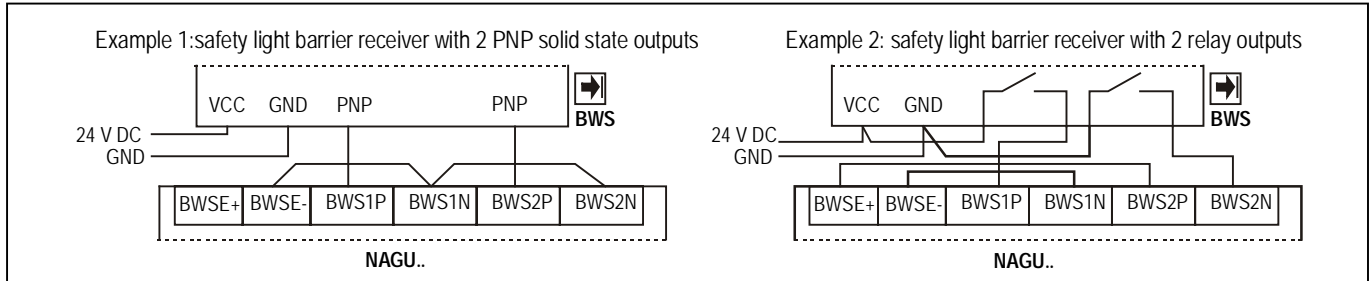 Example 1:safety light barrier receiver with 2 PNP solid state outputs
VCC GND PNP PNP
BWS
24 V DC
GND
BWSE+ BWSE- BWS1P BWS1N BWS2P BWS2N
NAGU..
Example 2: safety light barrier receiver with 2 relay outputs
VCC GND
BWS
24 V DC
GND
BWSE+ BWSE- BWS1P BWS1N BWS2P BWS2N
NAGU..